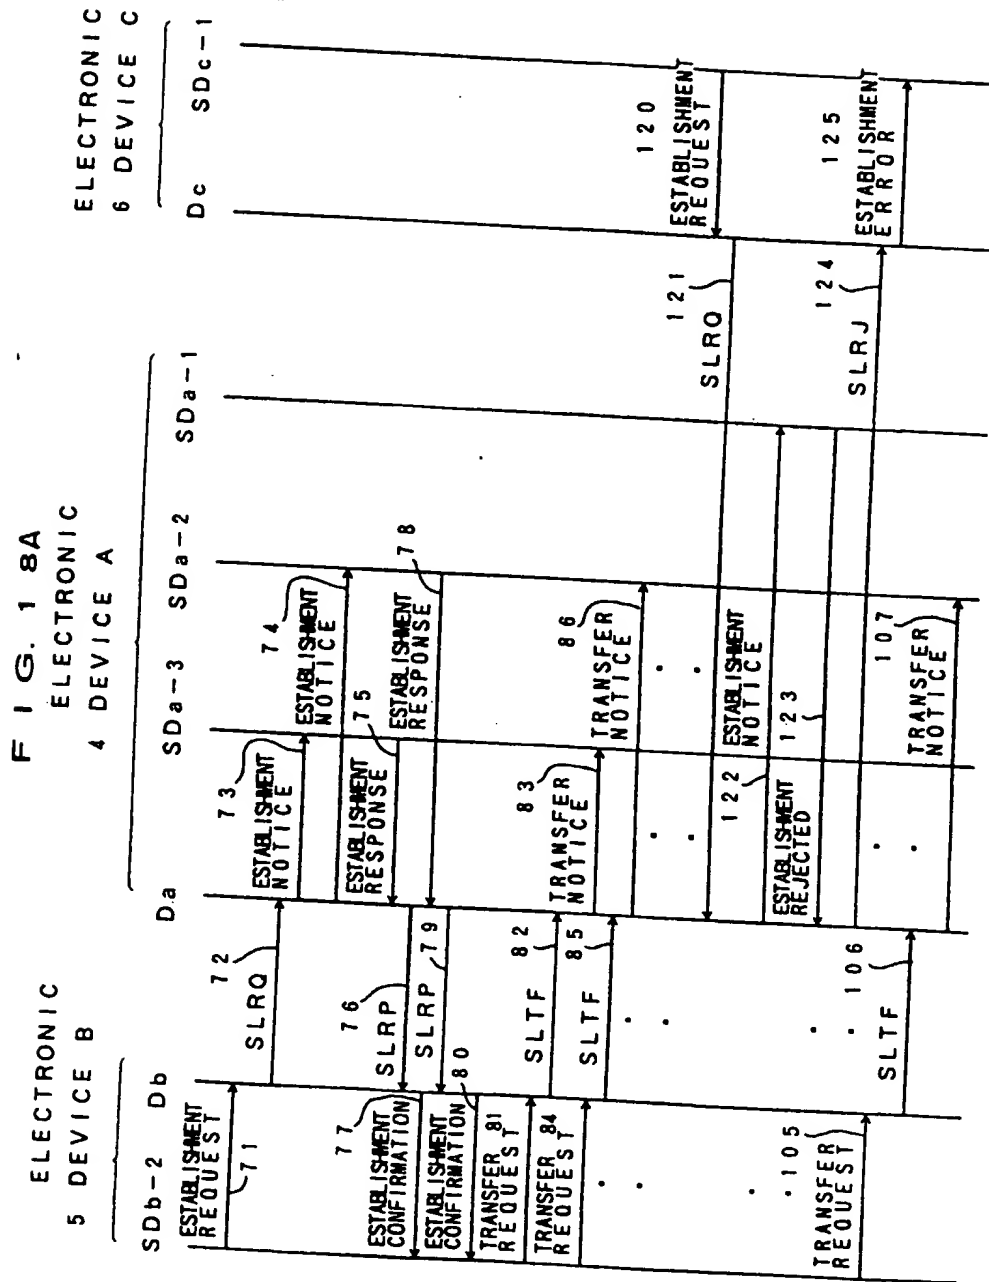 FIG. 18A
ELECTRONIC
5 DEVICE B
SDb-2
Db
ELECTRONIC
4 DEVICE A
Da
SDa-3
SDa-2
SDa-1
ELECTRONIC
6 DEVICE C
Dc
SDc-1
ESTABLISHMENT
REQUEST
71
SLRQ
72
ESTABLISHMENT
NOTICE
73
ESTABLISHMENT
NOTICE
74
ESTABLISHMENT
RESPONSE
75
SLRP
76
ESTABLISHMENT
CONFIRMATION
77
ESTABLISHMENT
RESPONSE
78
SLRP
79
ESTABLISHMENT
CONFIRMATION
80
TRANSFER
REQUEST
81
SLTF
82
TRANSFER
NOTICE
83
TRANSFER
REQUEST
84
SLTF
85
TRANSFER
NOTICE
86
ESTABLISHMENT
REQUEST
120
SLRQ
121
ESTABLISHMENT
NOTICE
122
ESTABLISHMENT
REJECTED
123
SLRJ
124
ESTABLISHMENT
ERROR
125
TRANSFER
REQUEST
105
SLTF
106
TRANSFER
NOTICE
107